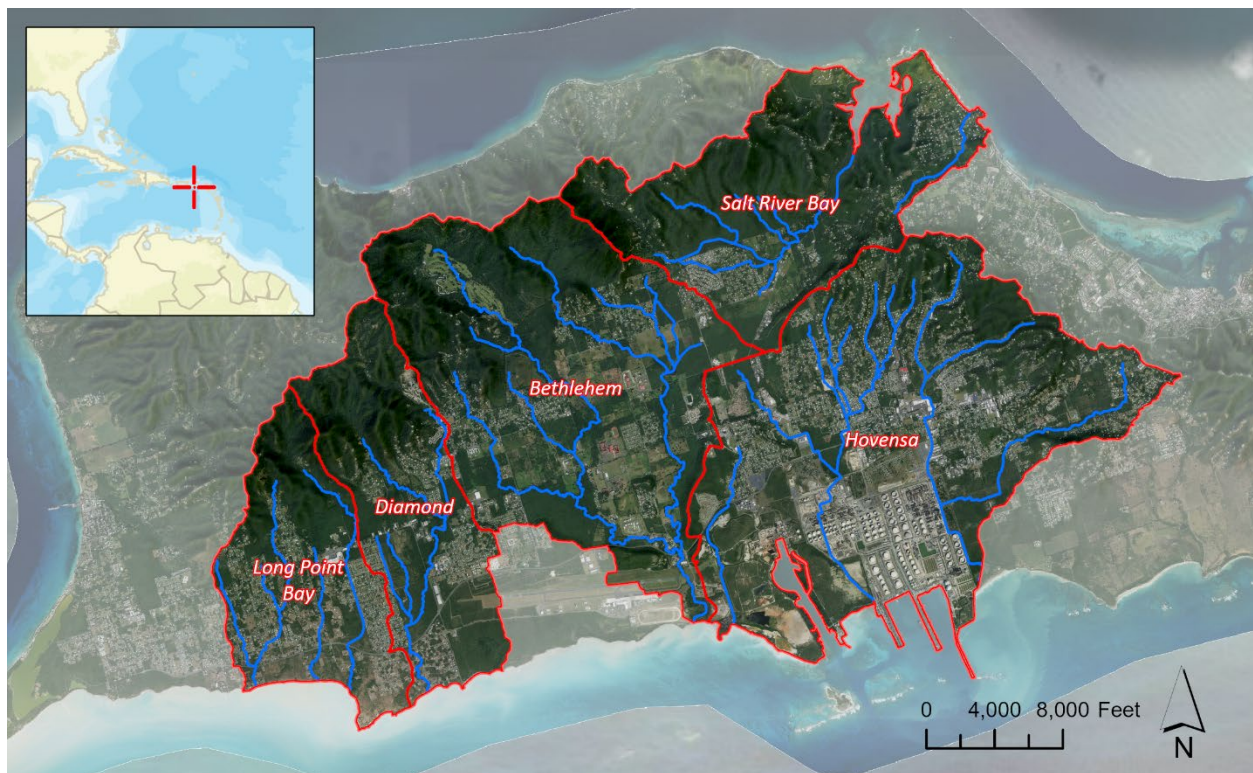 Salt River Bay
Bethlehem
Hovensa
Diamond
Long Point
Bay
0 4,000 8,000 Feet
N